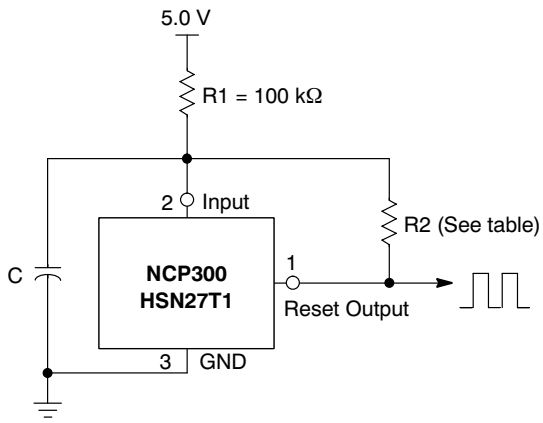 5.0 V
R1 = 100 kΩ
2 Input
R2 (See table)
C
NCP300
HSN27T1
1
Reset Output
3 GND